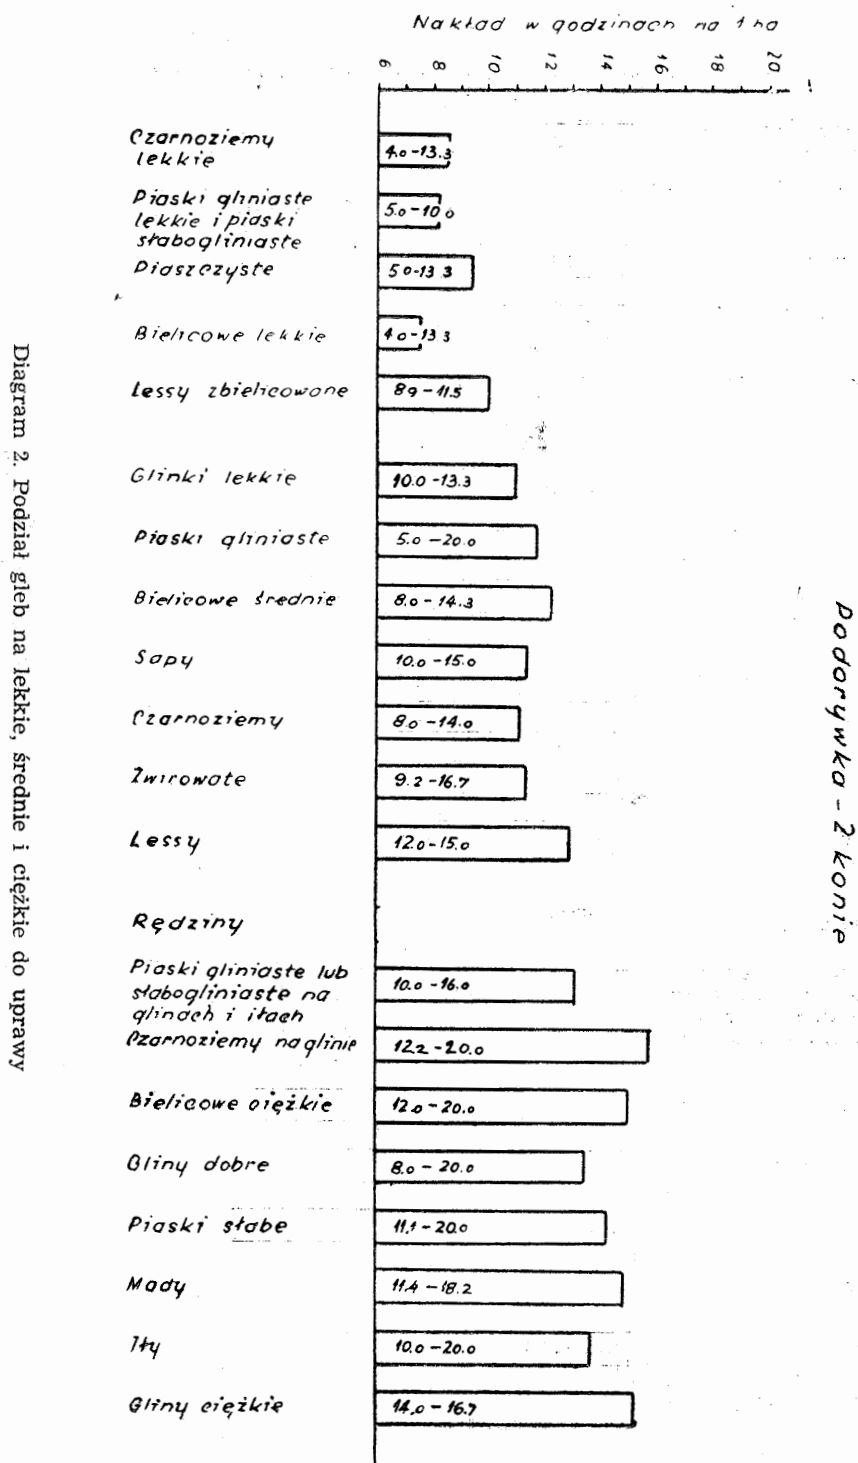 Nakład w godzinach na 1 ha
6 8 10 12 14 16 18 20
Czarnoziemy
lekkie
4.0-13.3
Piaski gliniaste
lekkie i piaski
słabogliniaste
5.0-10.0
Piaszczyste
5.0-13.3
Bielicowe lekkie
4.0-13.3
Lessy zbielicowane
8.9-11.5
Glinki lekkie
10.0-13.3
Piaski gliniaste
5.0-20.0
Bielicowe średnie
8.0-14.3
Sapy
10.0-15.0
Czarnoziemy
8.0-14.0
Żwirowate
9.2-16.7
Lessy
12.0-15.0
Rędziny
Piaski gliniaste lub
słabogliniaste na
glinach i iłach
10.0-16.0
Czarnoziemy na glinie
12.2-20.0
Bielicowe ciężkie
12.0-20.0
Gliny dobre
8.0-20.0
Piaski słabe
11.1-20.0
Mady
11.4-18.2
Iły
10.0-20.0
Gliny ciężkie
14.0-16.7
Podorywka-2 konie
Diagram 2. Podział gleb na lekkie, średnie i ciężkie do uprawy